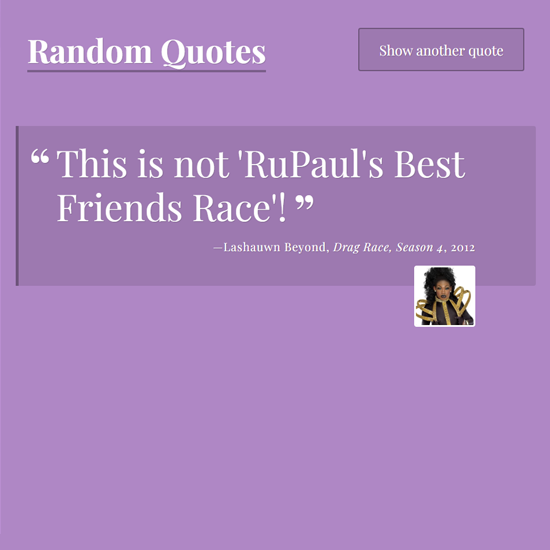 Random Quotes
Show another quote
“ This is not 'RuPaul's Best
Friends Race'! ”
—Lashauwn Beyond, Drag Race, Season 4, 2012